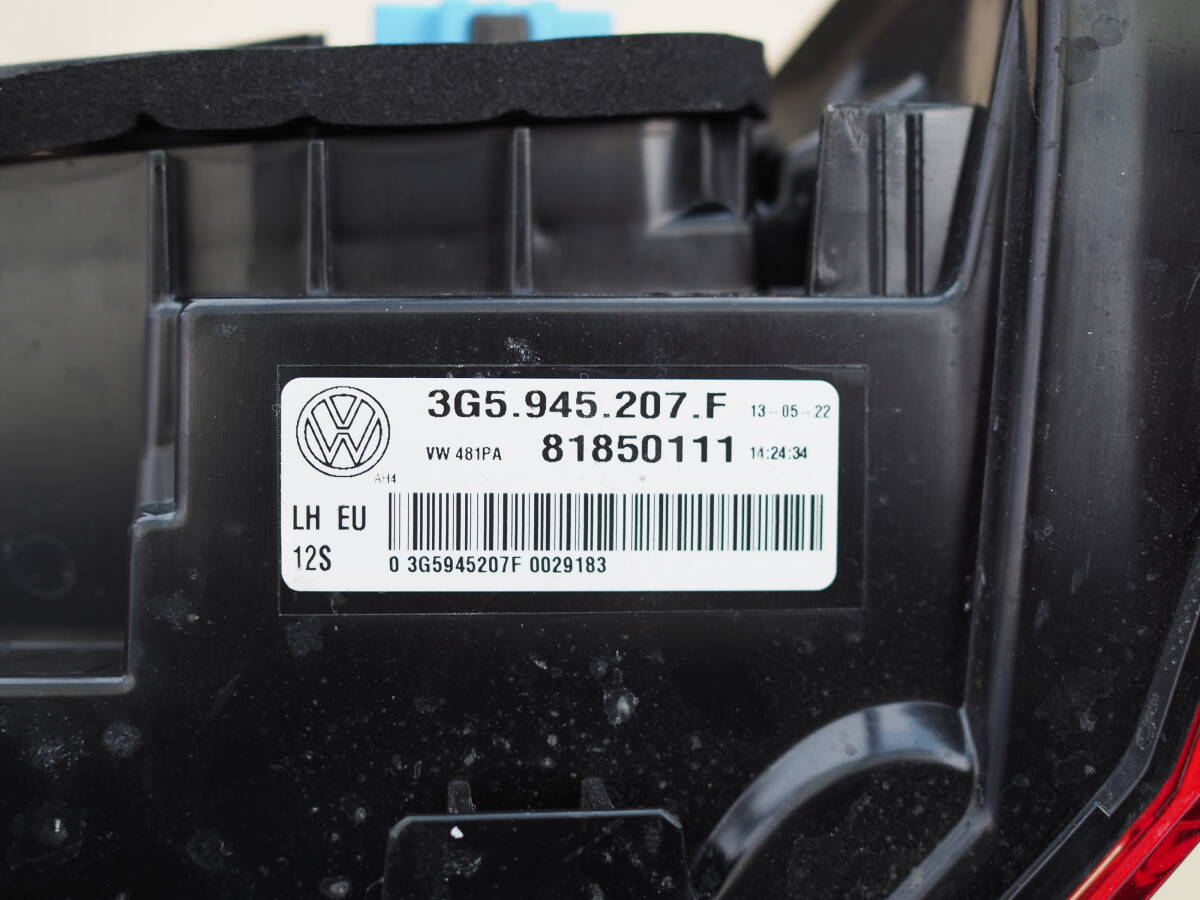 3G5.945.207.F 13-05-22
VW 481PA 81850111 14:24:34
AH4
LH EU
12S 0 3G5945207F 0029183